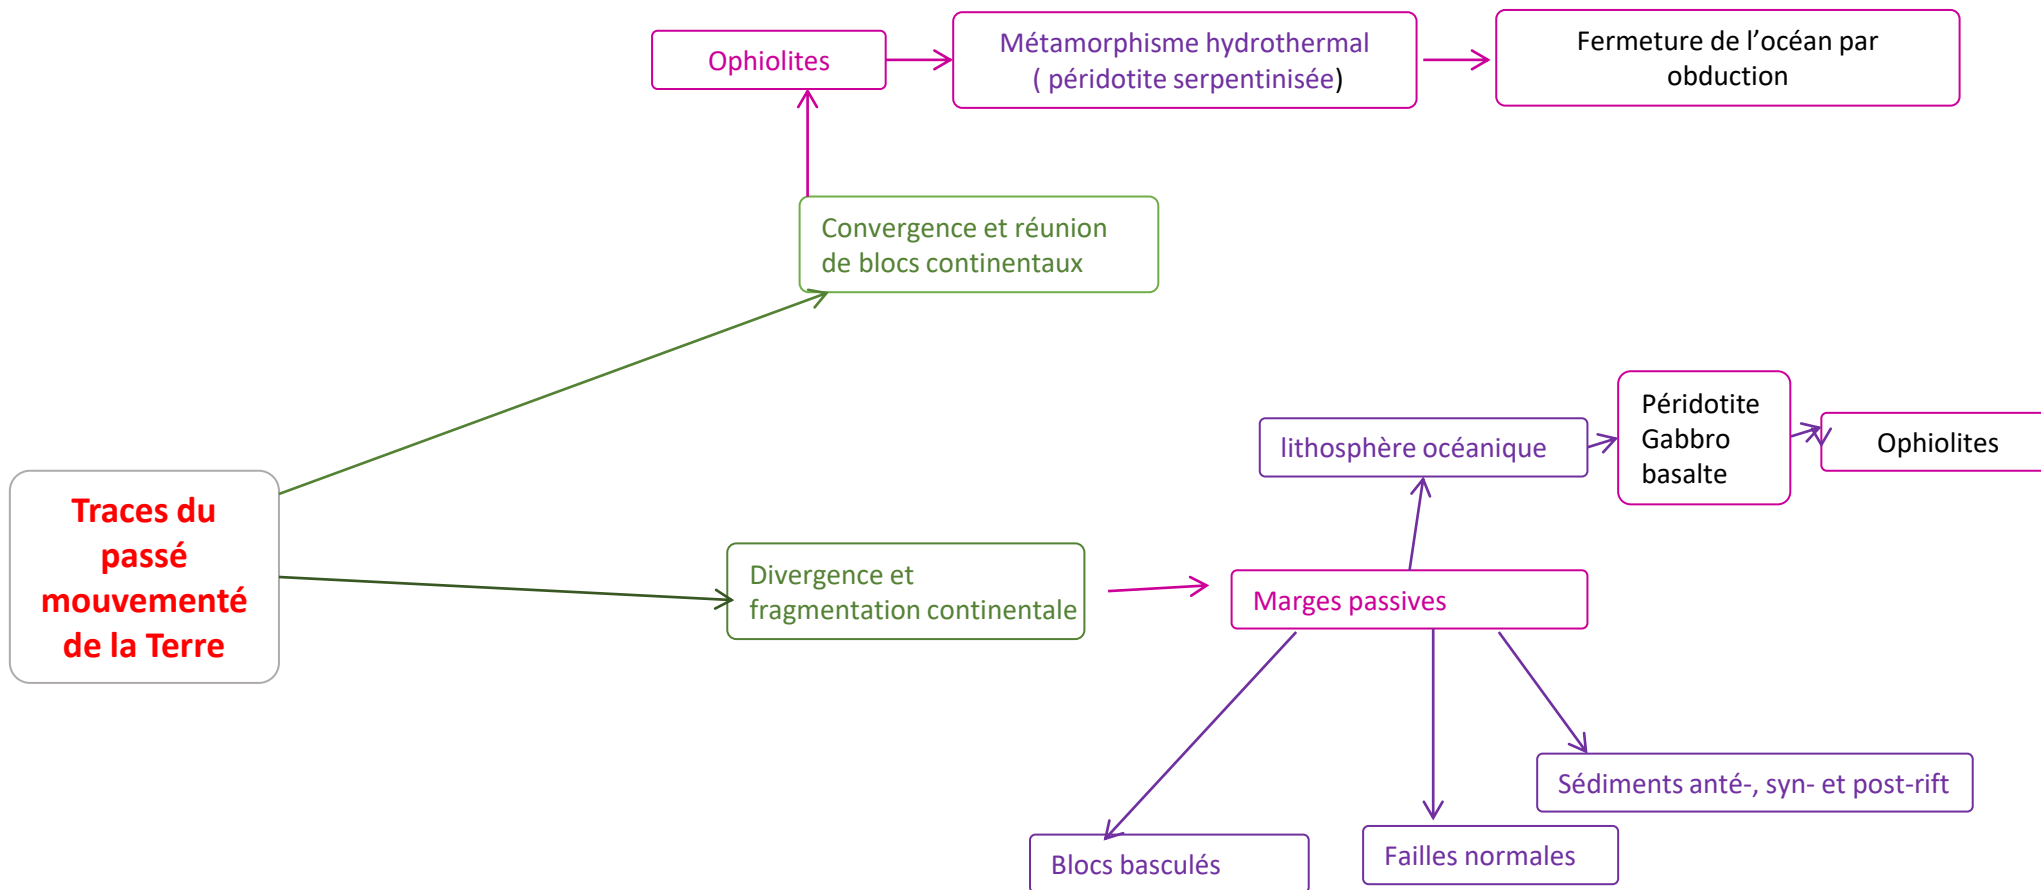 Ophiolites
Métamorphisme hydrothermal
( péridotite serpentinisée)
Fermeture de l’océan par
obduction
Convergence et réunion
de blocs continentaux
Péridotite
Gabbro
basalte
lithosphère océanique
Ophiolites
Traces du
passé
mouvementé
de la Terre
Divergence et
fragmentation continentale
Marges passives
Sédiments anté-, syn- et post-rift
Failles normales
Blocs basculés